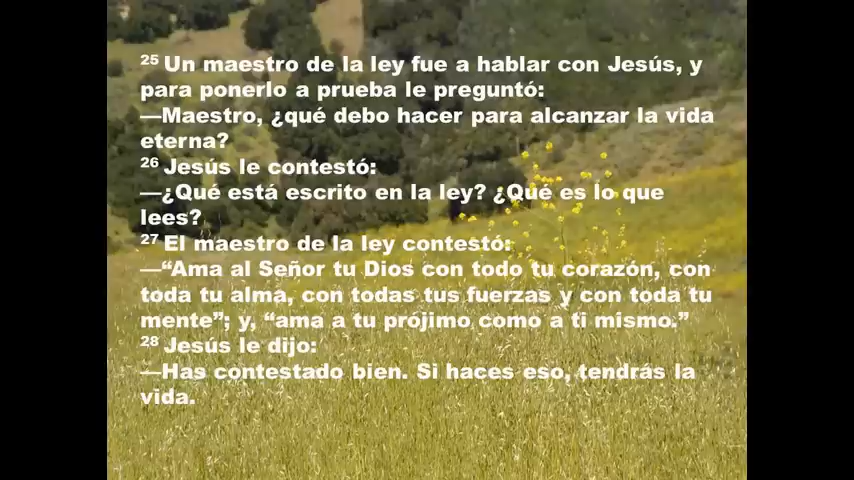 25 Un maestro de la ley fue a hablar con Jesús, y
para ponerlo a prueba le preguntó:
—Maestro, ¿qué debo hacer para alcanzar la vida
eterna?
26 Jesús le contestó:
—¿Qué está escrito en la ley? ¿Qué es lo que
lees?
27 El maestro de la ley contestó:
—“Ama al Señor tu Dios con todo tu corazón, con
toda tu alma, con todas tus fuerzas y con toda tu
mente”; y, “ama a tu prójimo como a ti mismo.”
28 Jesús le dijo:
—Has contestado bien. Si haces eso, tendrás la
vida.